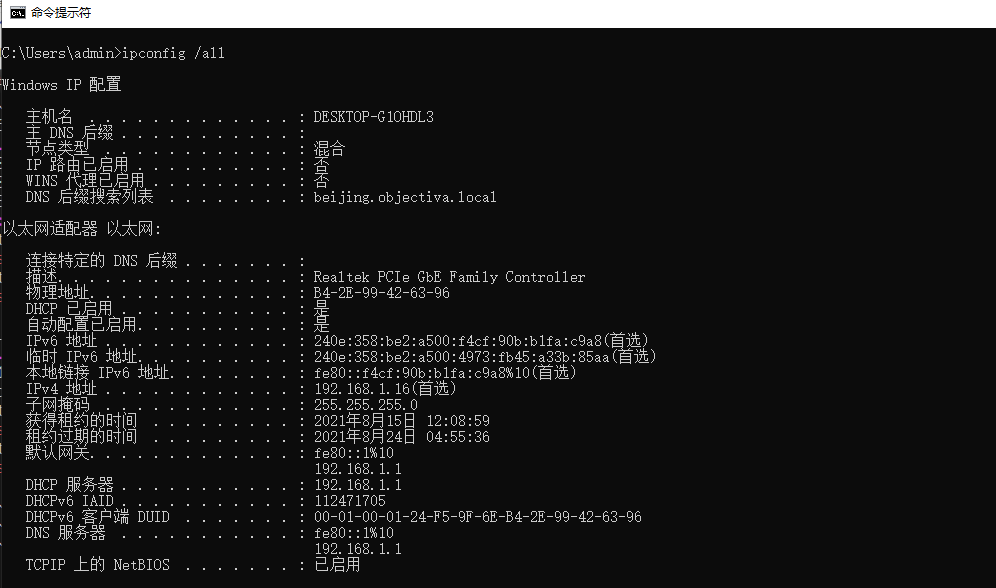 命令提示符
C:\Users\admin>ipconfig /all
Windows IP 配置
主机名 . . . . . . . . . . . . . : DESKTOP-G1OHDL3
主 DNS 后缀 . . . . . . . . . . . :
节点类型 . . . . . . . . . . . . : 混合
IP 路由已启用 . . . . . . . . . . : 否
WINS 代理已启用 . . . . . . . . . : 否
DNS 后缀搜索列表 . . . . . . . . : beijing.objectiva.local
以太网适配器 以太网:
连接特定的 DNS 后缀 . . . . . . . :
描述. . . . . . . . . . . . . . . : Realtek PCIe GbE Family Controller
物理地址. . . . . . . . . . . . . : B4-2E-99-42-63-96
DHCP 已启用 . . . . . . . . . . . : 是
自动配置已启用. . . . . . . . . . : 是
IPv6 地址 . . . . . . . . . . . . : 240e:358:be2:a500:f4cf:90b:b1fa:c9a8(首选)
临时 IPv6 地址. . . . . . . . . . : 240e:358:be2:a500:4973:fb45:a33b:85aa(首选)
本地链接 IPv6 地址. . . . . . . . : fe80::f4cf:90b:b1fa:c9a8%10(首选)
IPv4 地址 . . . . . . . . . . . . : 192.168.1.16(首选)
子网掩码 . . . . . . . . . . . . : 255.255.255.0
获得租约的时间 . . . . . . . . . : 2021年8月15日 12:08:59
租约过期的时间 . . . . . . . . . : 2021年8月24日 04:55:36
默认网关. . . . . . . . . . . . . : fe80::1%10
192.168.1.1
DHCP 服务器 . . . . . . . . . . . : 192.168.1.1
DHCPv6 IAID . . . . . . . . . . . : 112471705
DHCPv6 客户端 DUID . . . . . . . : 00-01-00-01-24-F5-9F-6E-B4-2E-99-42-63-96
DNS 服务器 . . . . . . . . . . . : fe80::1%10
192.168.1.1
TCPIP 上的 NetBIOS . . . . . . . : 已启用